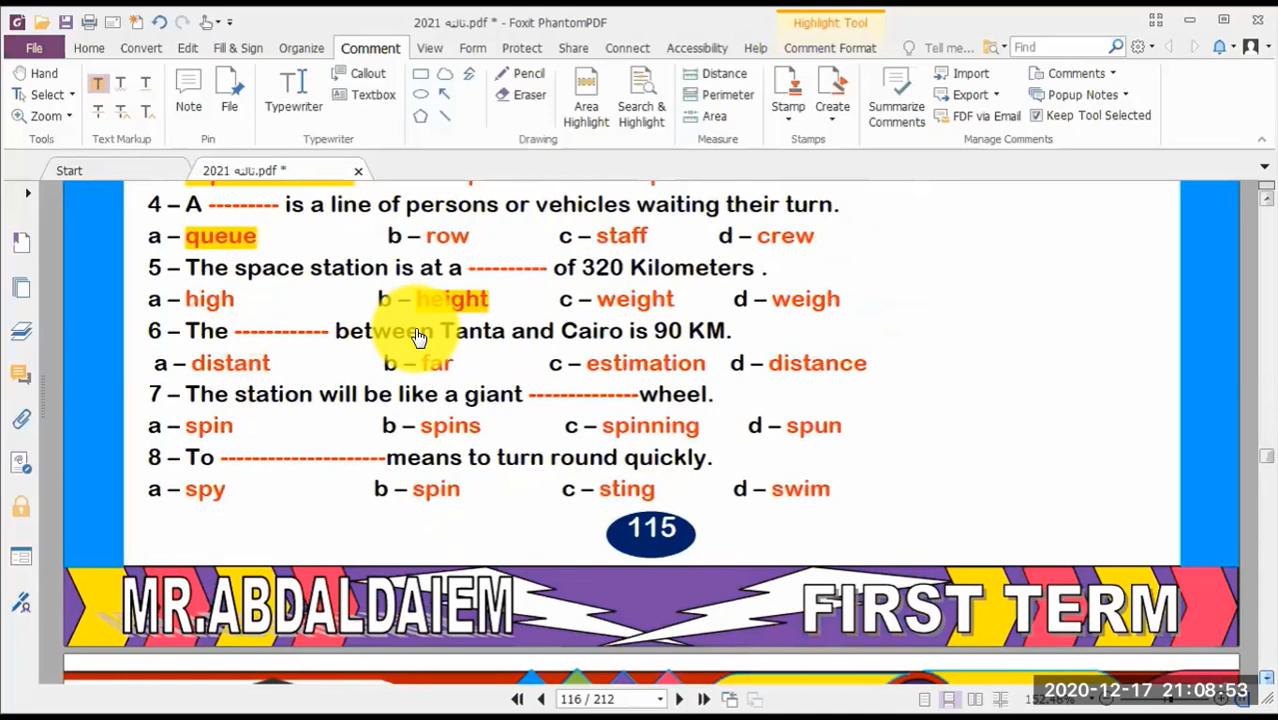 2021 ثالثه.pdf * - Foxit PhantomPDF
Highlight Tool
File Home Convert Edit Fill & Sign Organize Comment View Form Protect Share Connect Accessibility Help Comment Format Tell me... Find
Hand
Select
Zoom
Tools
Text Markup
Note
File
Pin
Typewriter
Callout
Textbox
Typewriter
Pencil
Eraser
Area Highlight
Search & Highlight
Drawing
Distance
Perimeter
Area
Measure
Stamp
Create
Stamps
Summarize Comments
Import
Export
FDF via Email
Comments
Popup Notes
Keep Tool Selected
Manage Comments
Start
2021 ثالثه.pdf *
4 – A --------- is a line of persons or vehicles waiting their turn.
a – queue b – row c – staff d – crew
5 – The space station is at a ---------- of 320 Kilometers .
a – high b – height c – weight d – weigh
6 – The ------------ between Tanta and Cairo is 90 KM.
a – distant b – far c – estimation d – distance
7 – The station will be like a giant --------------wheel.
a – spin b – spins c – spinning d – spun
8 – To ---------------------means to turn round quickly.
a – spy b – spin c – sting d – swim
115
MR.ABDALDAIEM FIRST TERM
116 / 212
152.48%
2020-12-17 21:08:53